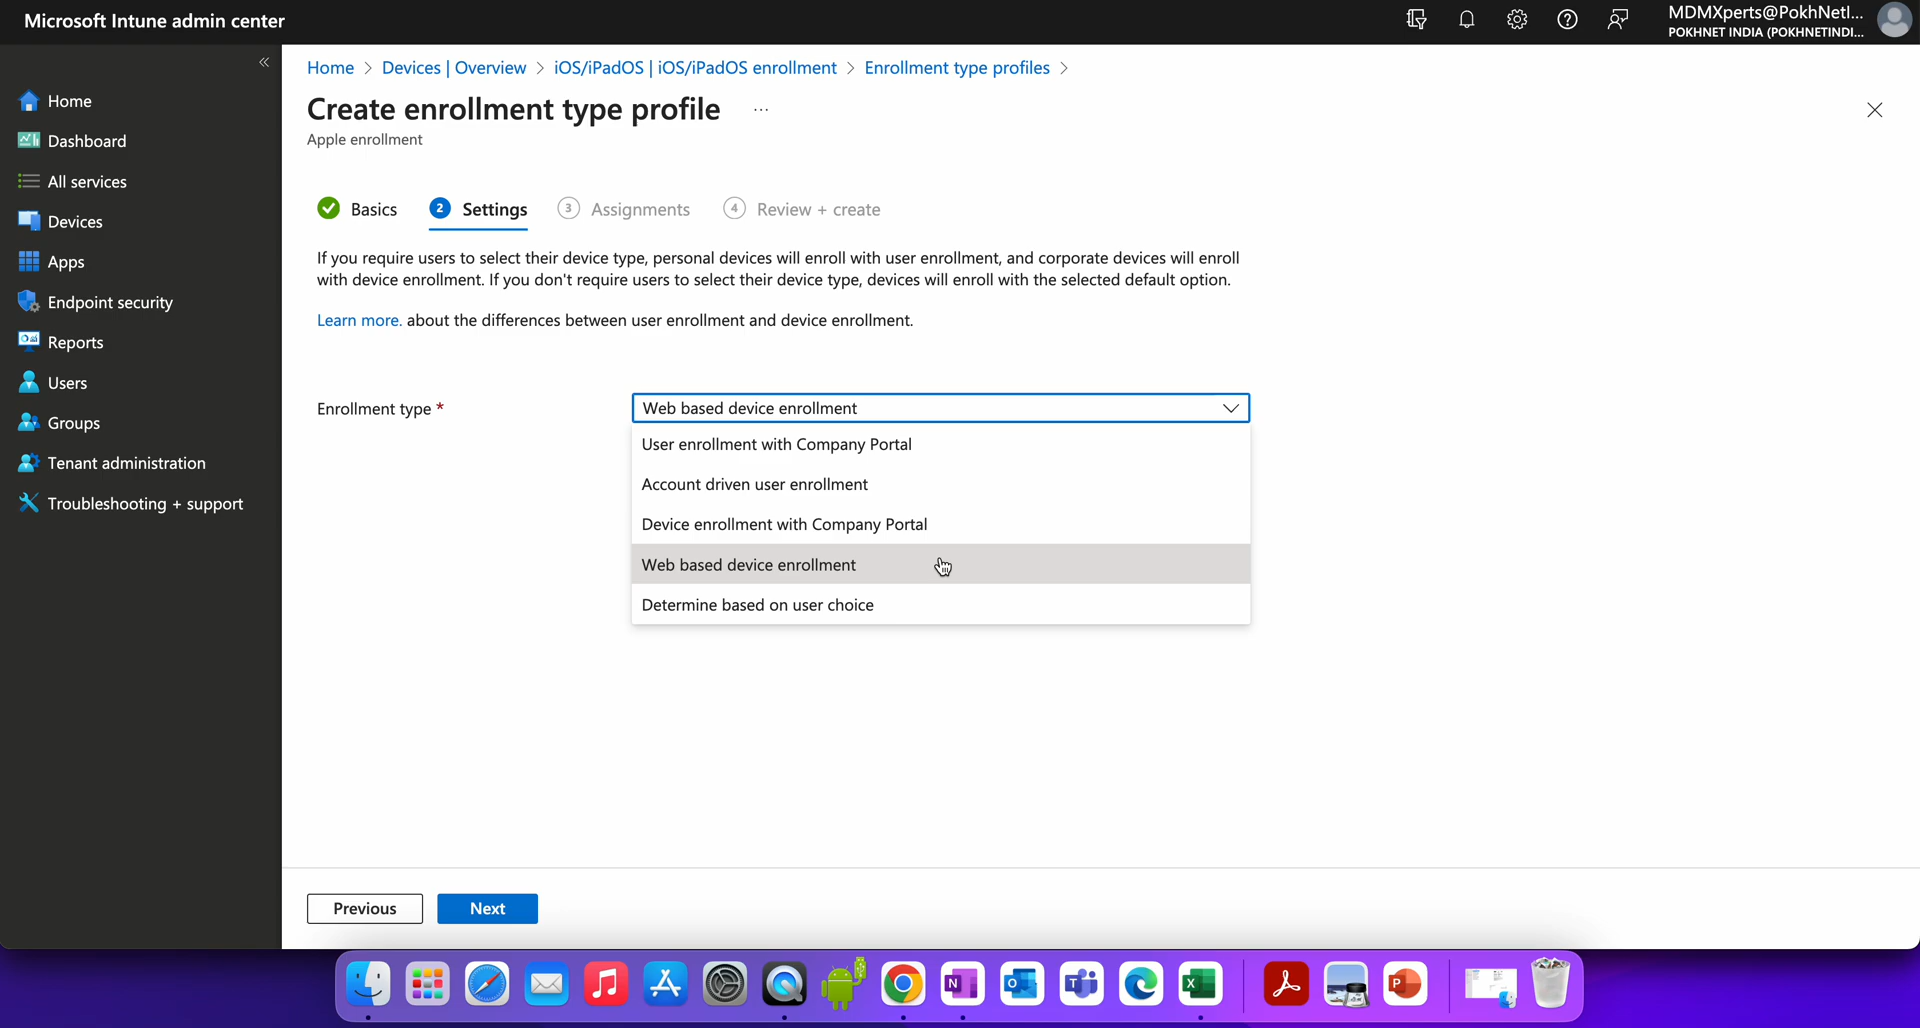 Microsoft Intune admin center
MDMXperts@PokhNetI...
POKHNET INDIA (POKHNETINDI...
«
Home
Dashboard
All services
Devices
Apps
Endpoint security
Reports
Users
Groups
Tenant administration
Troubleshooting + support
Home > Devices | Overview > iOS/iPadOS | iOS/iPadOS enrollment > Enrollment type profiles >
Create enrollment type profile ...
Apple enrollment
Basics 2 Settings 3 Assignments 4 Review + create
If you require users to select their device type, personal devices will enroll with user enrollment, and corporate devices will enroll
with device enrollment. If you don't require users to select their device type, devices will enroll with the selected default option.
Learn more. about the differences between user enrollment and device enrollment.
Enrollment type *
Web based device enrollment
User enrollment with Company Portal
Account driven user enrollment
Device enrollment with Company Portal
Web based device enrollment
Determine based on user choice
Previous Next